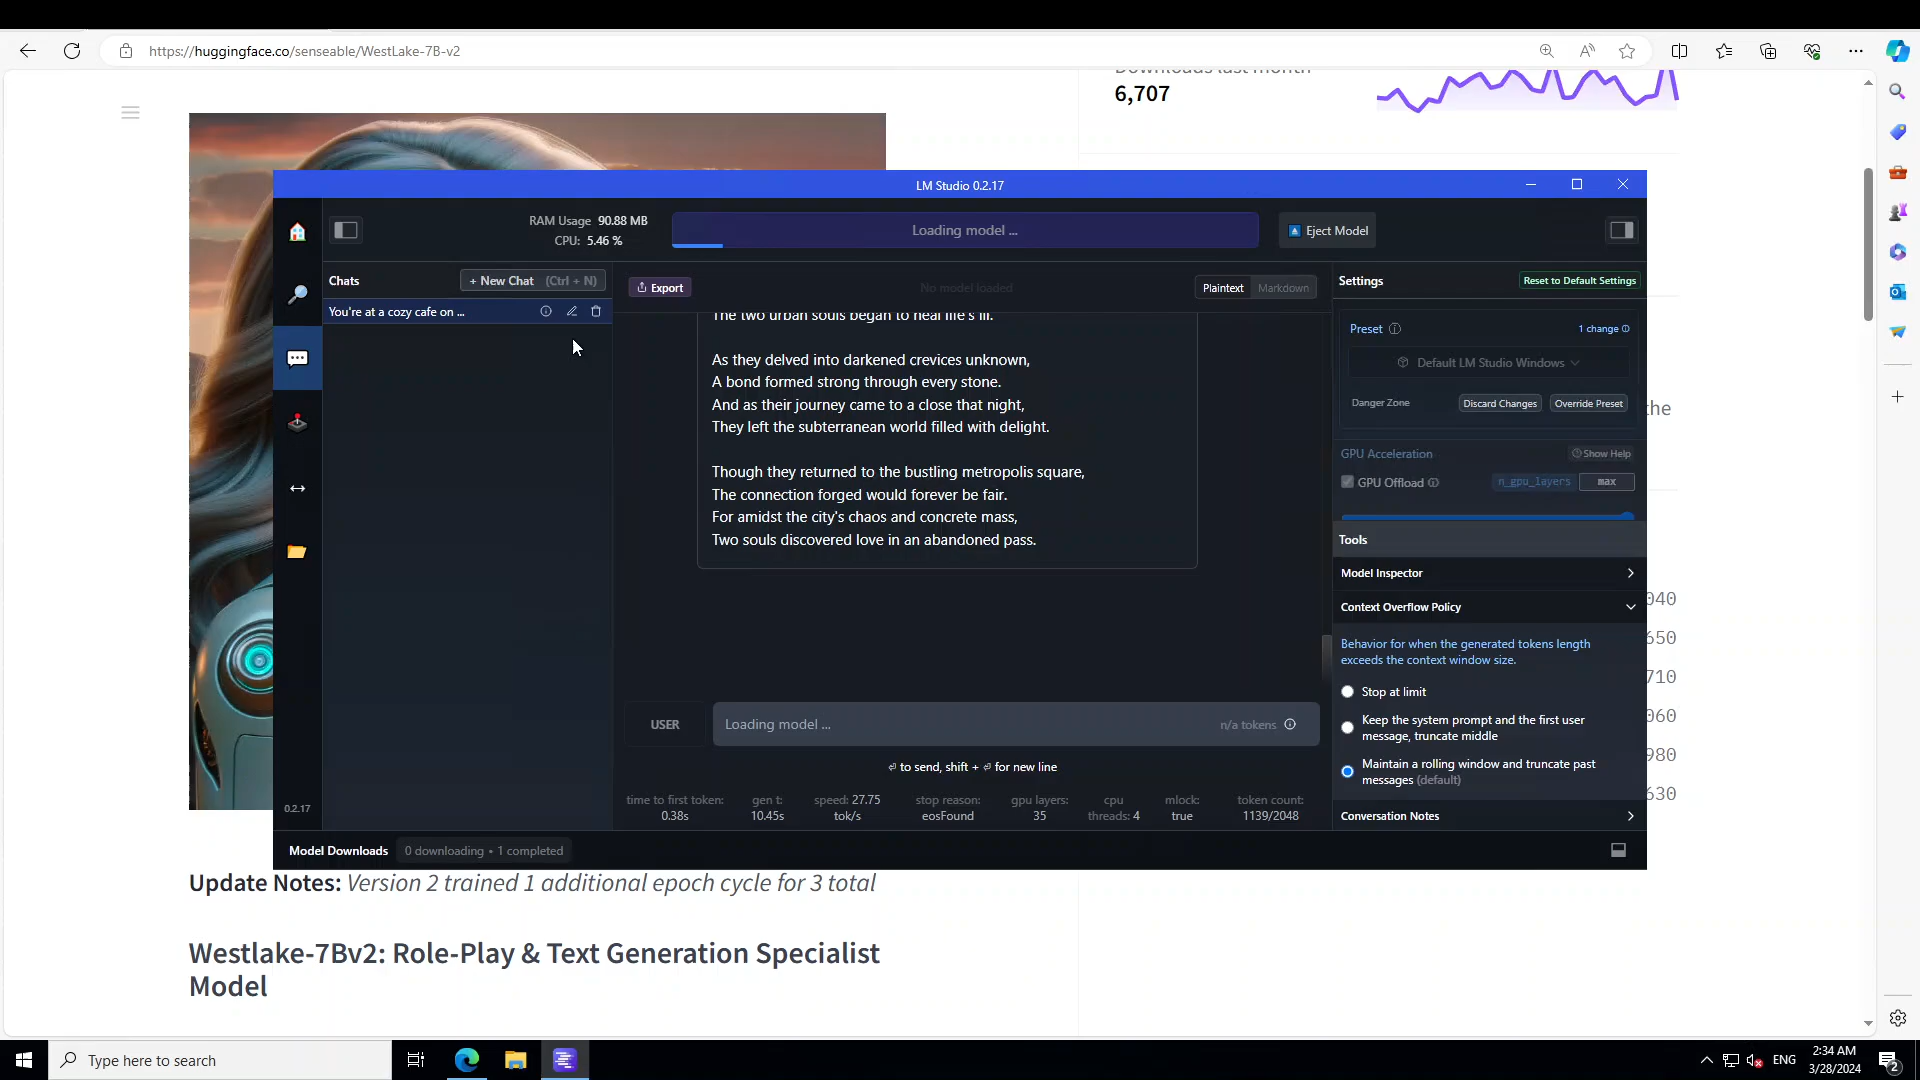 https://huggingface.co/senseable/WestLake-7B-v2
Downloads last month
6,707
LM Studio 0.2.17
RAM Usage 90.88 MB
CPU: 5.46 %
Loading model ...
Eject Model
Chats
+ New Chat (Ctrl + N)
Export
No model loaded
Plaintext
Markdown
Settings
Reset to Default Settings
You're at a cozy cafe on ...
The two urban souls began to heal life's ill.
As they delved into darkened crevices unknown,
A bond formed strong through every stone.
And as their journey came to a close that night,
They left the subterranean world filled with delight.
Though they returned to the bustling metropolis square,
The connection forged would forever be fair.
For amidst the city's chaos and concrete mass,
Two souls discovered love in an abandoned pass.
Preset
1 change
Default LM Studio Windows
Danger Zone
Discard Changes
Override Preset
the
GPU Acceleration
Show Help
GPU Offload
n_gpu_layers
max
Tools
Model Inspector
Context Overflow Policy
Behavior for when the generated tokens length
exceeds the context window size.
Stop at limit
Keep the system prompt and the first user
message, truncate middle
Maintain a rolling window and truncate past
messages (default)
Conversation Notes
040
650
710
060
980
630
USER
Loading model ...
n/a tokens
⏎ to send, shift + ⏎ for new line
time to first token:
0.38s
gen t:
10.45s
speed: 27.75
tok/s
stop reason:
eosFound
gpu layers:
35
cpu
threads: 4
mlock:
true
token count:
1139/2048
0.2.17
Model Downloads
0 downloading • 1 completed
Update Notes: Version 2 trained 1 additional epoch cycle for 3 total
Westlake-7Bv2: Role-Play & Text Generation Specialist
Model
Type here to search
ENG
2:34 AM
3/28/2024
2